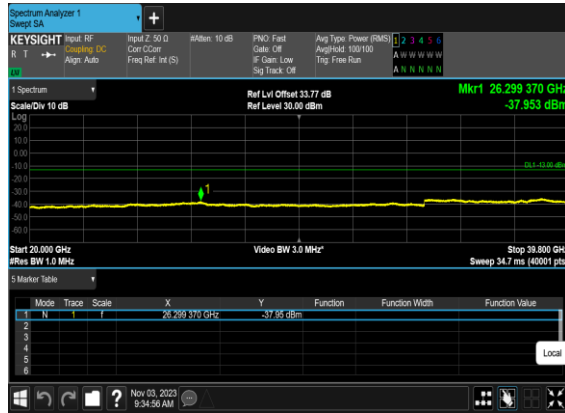 Spectrum Analyzer 1
Swept SA
+
KEYSIGHT Input: RF Input Z: 50 Ω #Atten: 10 dB PNO: Fast Avg Type: Power (RMS) 1 2 3 4 5 6
R T Coupling: DC Corr CCorr Gate: Off Avg|Hold: 100/100 A W W W W W
Align: Auto Freq Ref: Int (S) IF Gain: Low Trig: Free Run A N N N N N
Sig Track: Off
1 Spectrum Ref Lvl Offset 33.77 dB Mkr1 26.299 370 GHz
Scale/Div 10 dB Ref Level 30.00 dBm -37.953 dBm
Log
20.0
10.0
0.00
-10.0
DL1 -13.00 dBm
-20.0
-30.0
1
-40.0
-50.0
-60.0
Start 20.000 GHz Video BW 3.0 MHz* Stop 39.800 GHz
#Res BW 1.0 MHz Sweep 34.7 ms (40001 pts)
5 Marker Table
Mode Trace Scale X Y Function Function Width Function Value
1 N 1 f 26.299 370 GHz -37.95 dBm
2
3
4
5
6
Local
?
Nov 03, 2023
9:34:56 AM